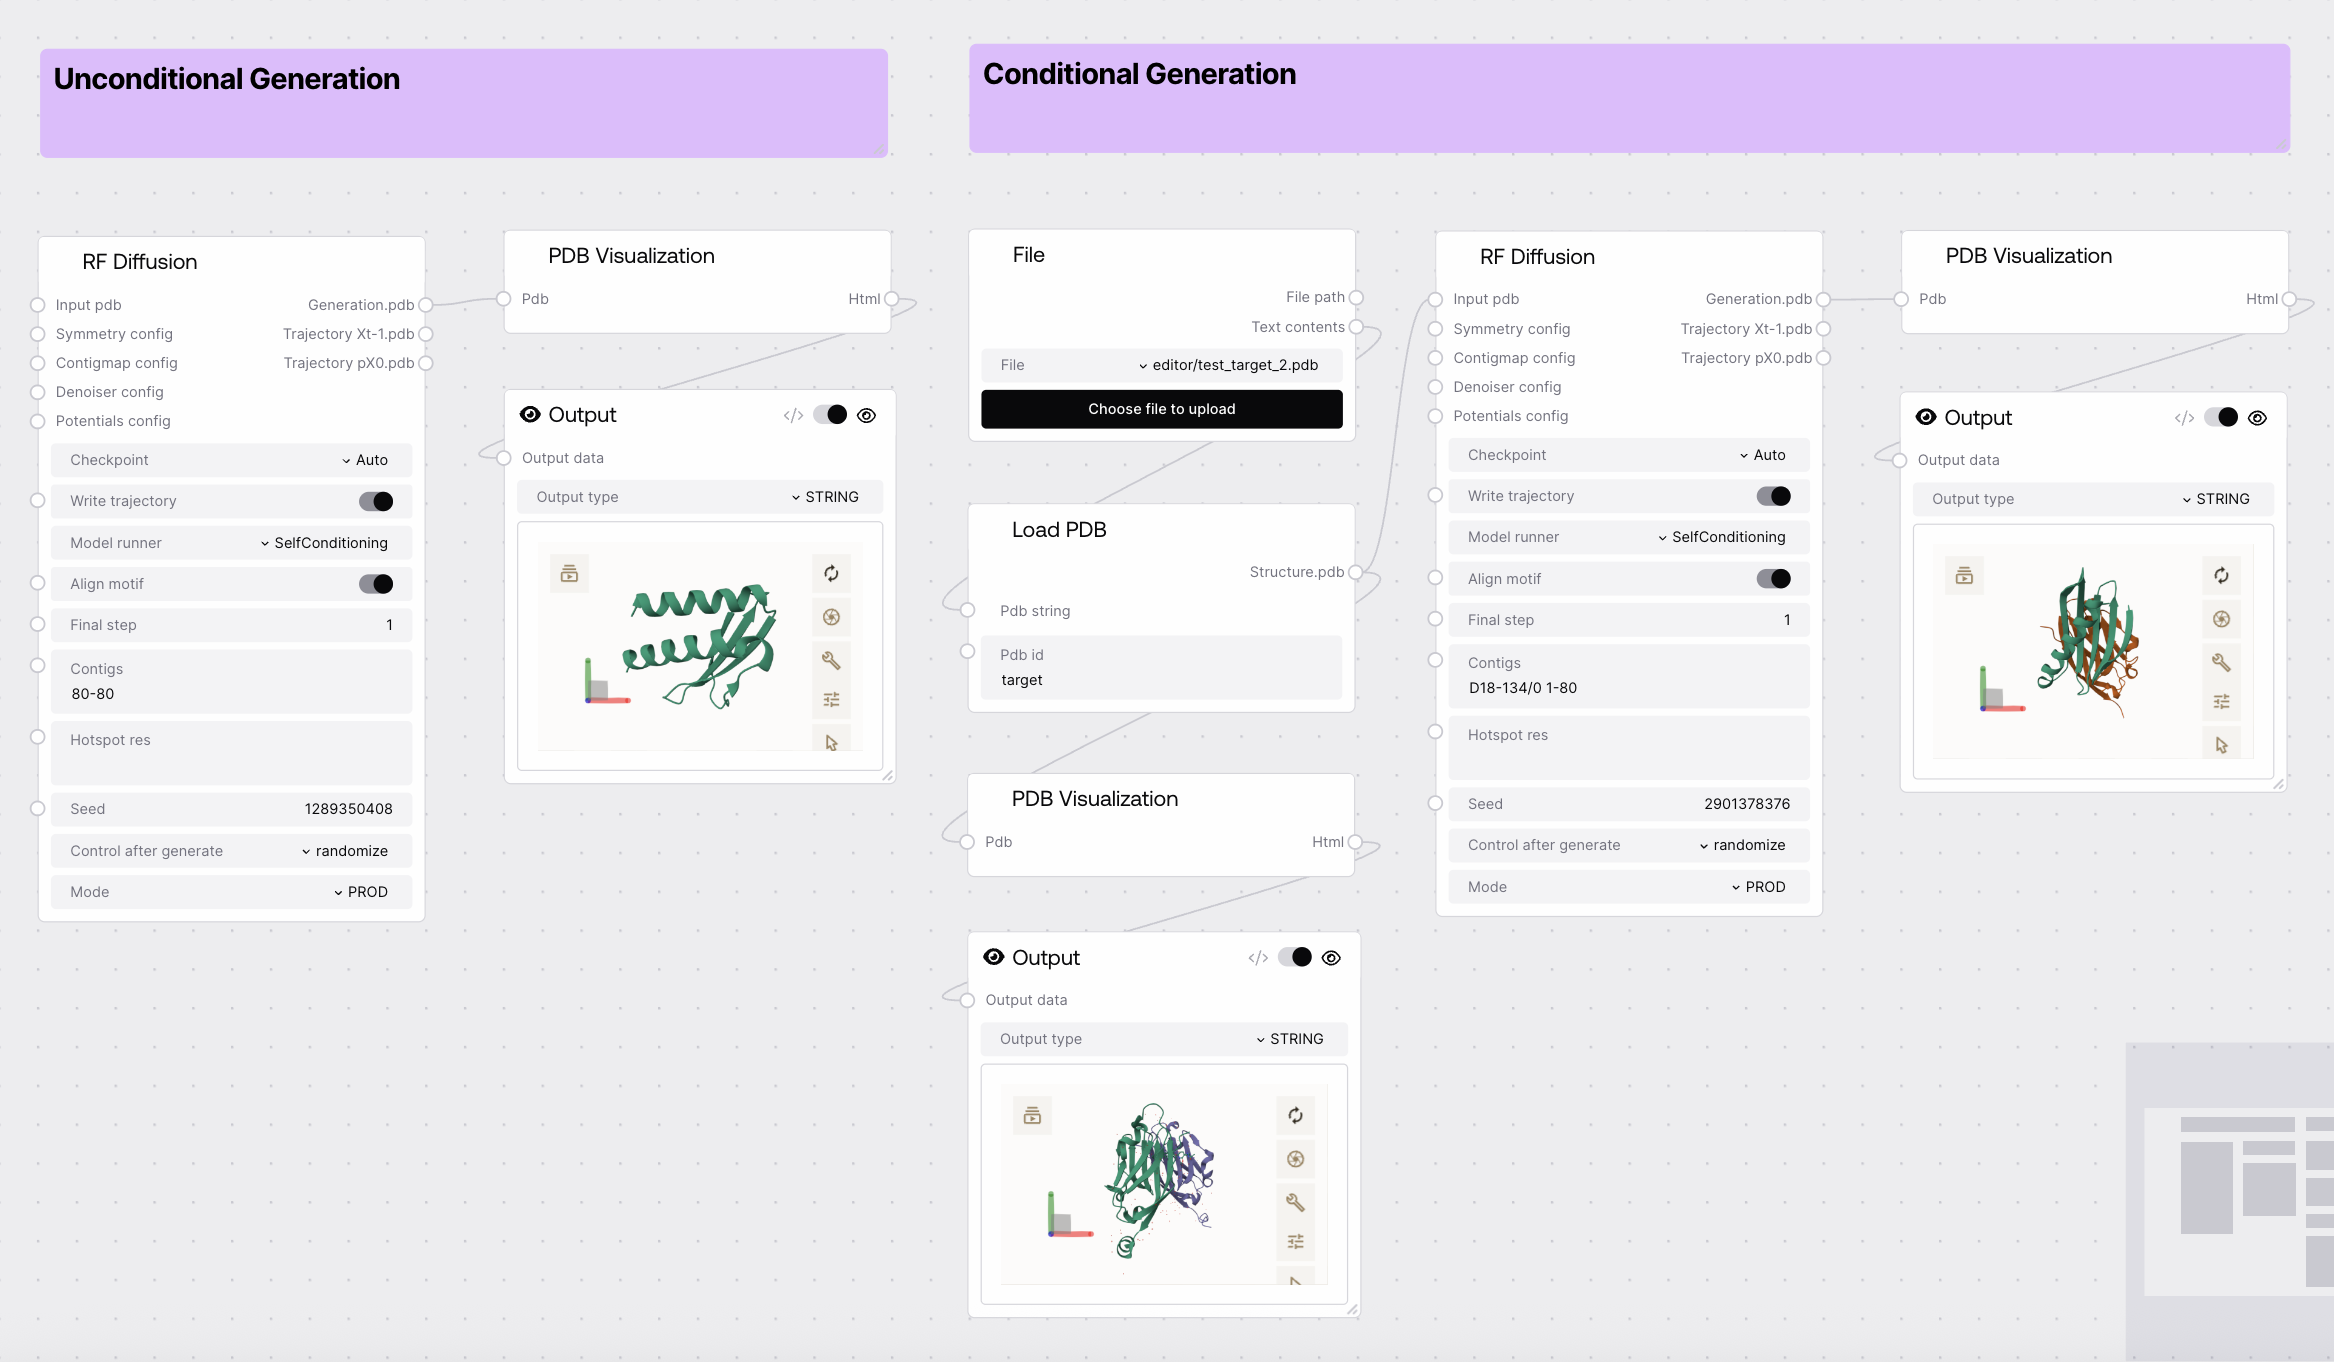 Unconditional Generation
Conditional Generation
RF Diffusion
Input pdb
Generation.pdb
Symmetry config
Trajectory Xt-1.pdb
Contigmap config
Trajectory pX0.pdb
Denoiser config
Potentials config
Checkpoint
Auto
Write trajectory
Model runner
SelfConditioning
Align motif
Final step
1
Contigs
80-80
Hotspot res
Seed
1289350408
Control after generate
randomize
Mode
PROD
PDB Visualization
Pdb
Html
Output
</>
Output data
Output type
STRING
File
File path
Text contents
File
editor/test_target_2.pdb
Choose file to upload
Load PDB
Structure.pdb
Pdb string
Pdb id
target
PDB Visualization
Pdb
Html
Output
</>
Output data
Output type
STRING
RF Diffusion
Input pdb
Generation.pdb
Symmetry config
Trajectory Xt-1.pdb
Contigmap config
Trajectory pX0.pdb
Denoiser config
Potentials config
Checkpoint
Auto
Write trajectory
Model runner
SelfConditioning
Align motif
Final step
1
Contigs
D18-134/0 1-80
Hotspot res
Seed
2901378376
Control after generate
randomize
Mode
PROD
PDB Visualization
Pdb
Html
Output
</>
Output data
Output type
STRING